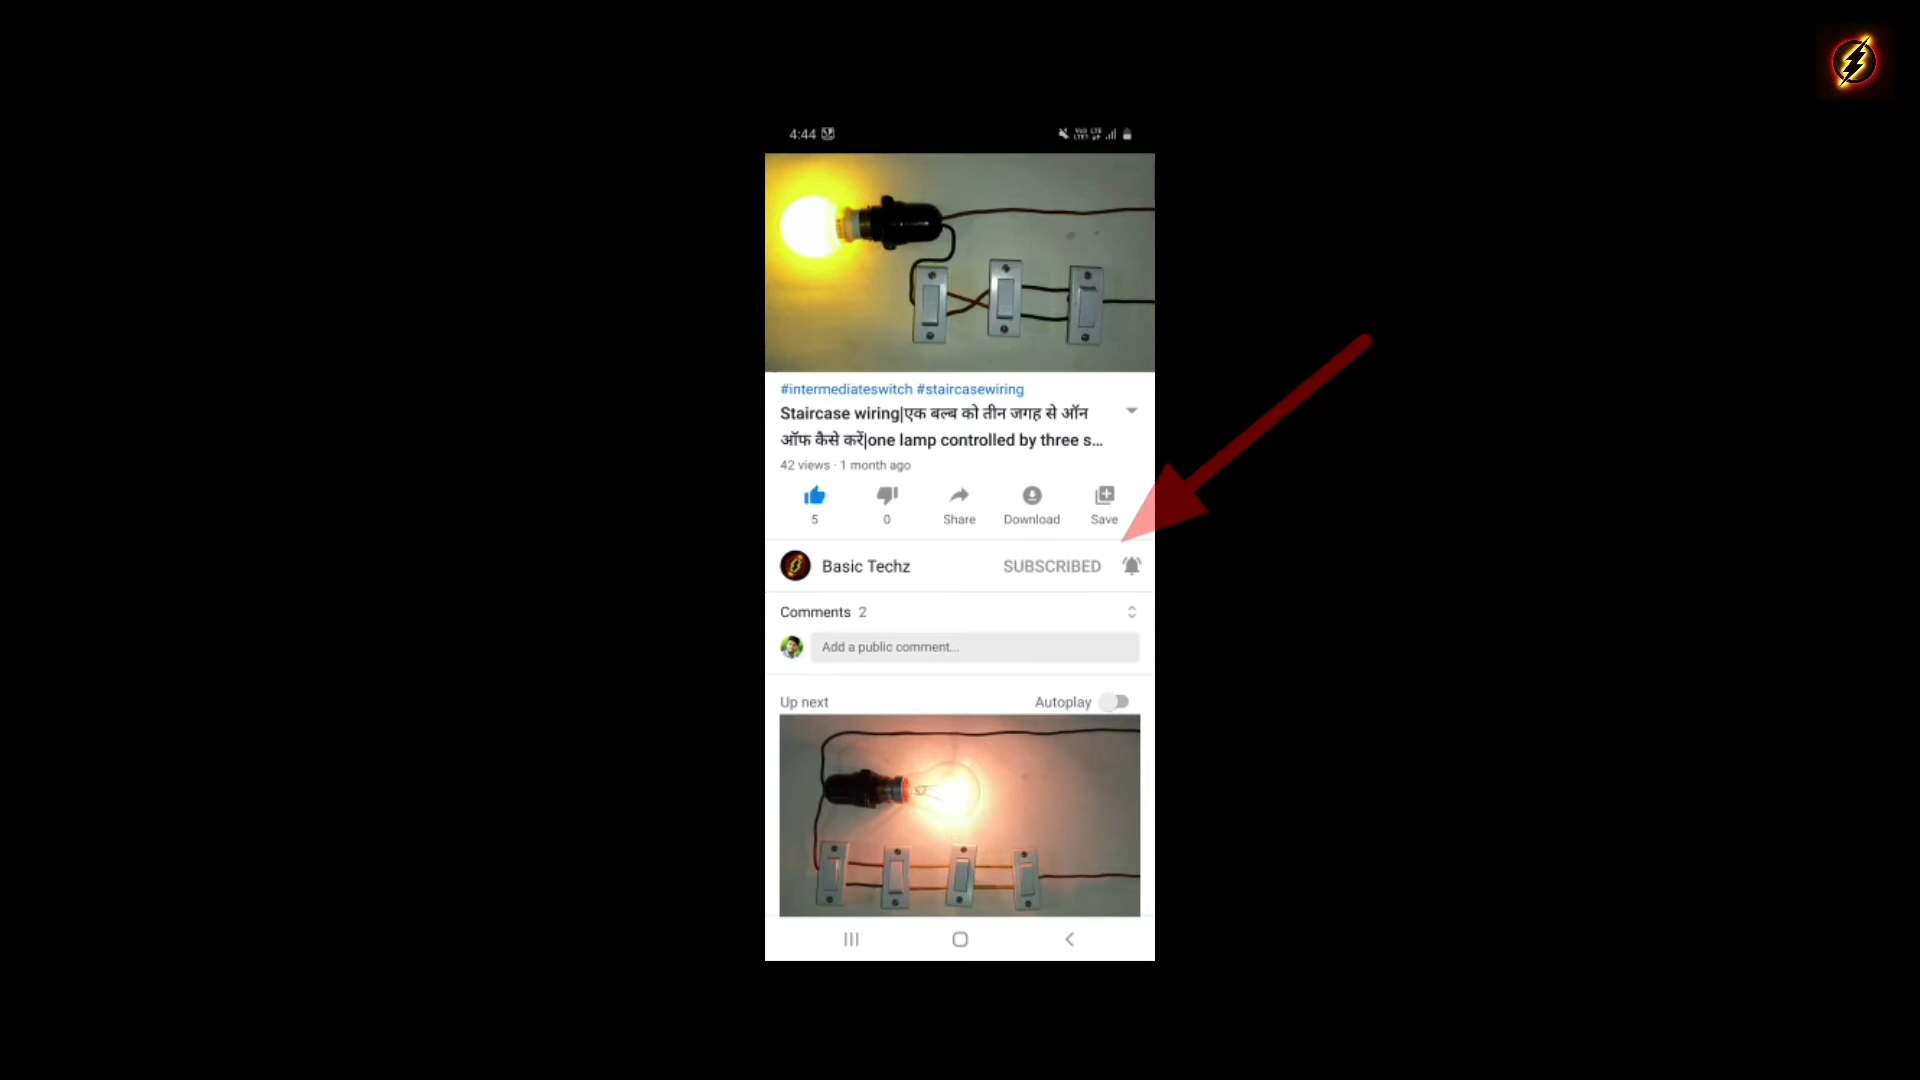 4:44
#intermediateswitch #staircasewiring
Staircase wiring|एक बल्ब को तीन जगह से ऑन
ऑफ कैसे करें|one lamp controlled by three s...
42 views · 1 month ago
5 0 Share Download Save
Basic Techz SUBSCRIBED
Comments 2
Add a public comment...
Up next Autoplay